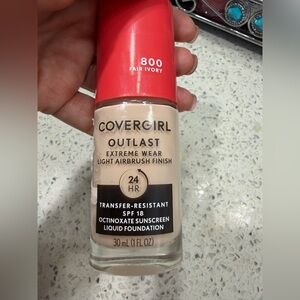 800
FAIR IVORY
COVERGIRL
OUTLAST
EXTREME WEAR
LIGHT AIRBRUSH FINISH
24
HR
TRANSFER-RESISTANT
SPF 18
OCTINOXATE SUNSCREEN
LIQUID FOUNDATION
30 mL (1 FL OZ)